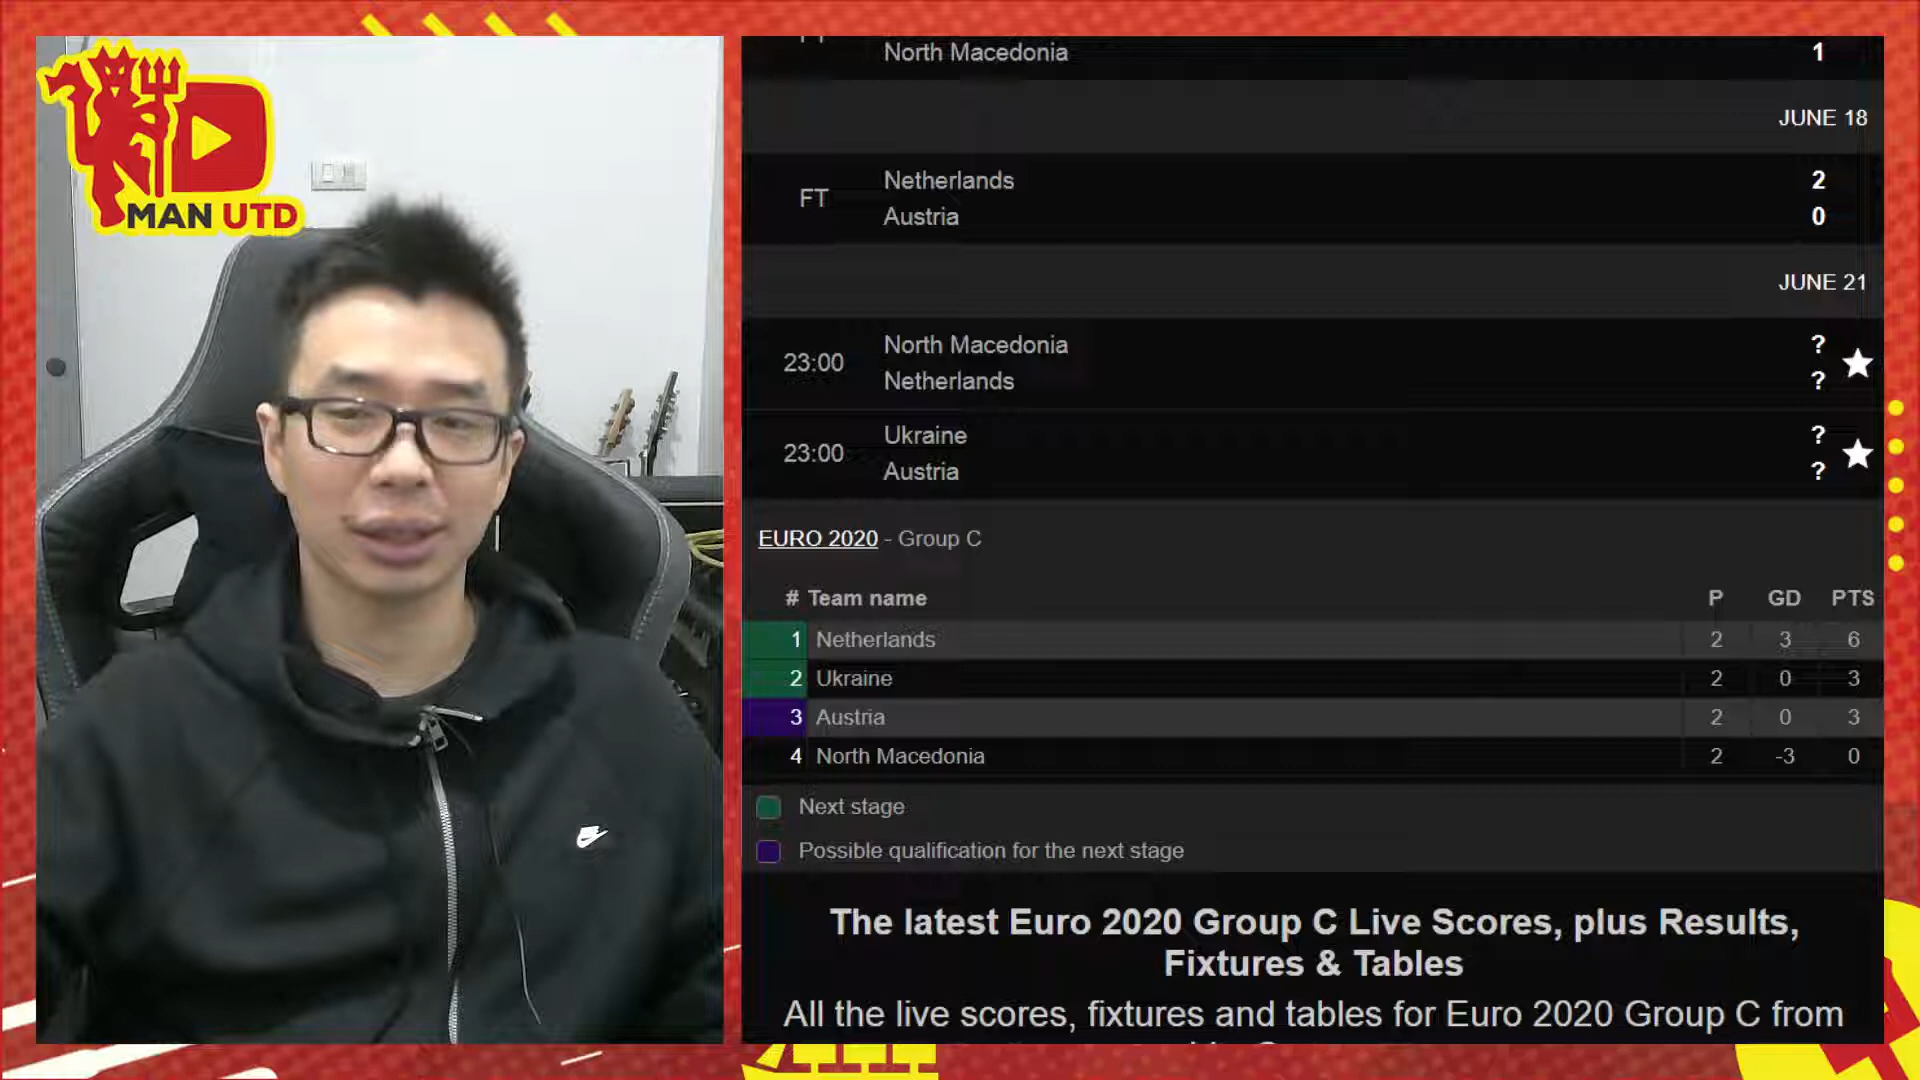 MAN UTD
North Macedonia 1
JUNE 18
FT
Netherlands 2
Austria 0
JUNE 21
23:00
North Macedonia ?
Netherlands ?
23:00
Ukraine ?
Austria ?
EURO 2020 - Group C
# Team name P GD PTS
1 Netherlands 2 3 6
2 Ukraine 2 0 3
3 Austria 2 0 3
4 North Macedonia 2 -3 0
Next stage
Possible qualification for the next stage
The latest Euro 2020 Group C Live Scores, plus Results,
Fixtures & Tables
All the live scores, fixtures and tables for Euro 2020 Group C from